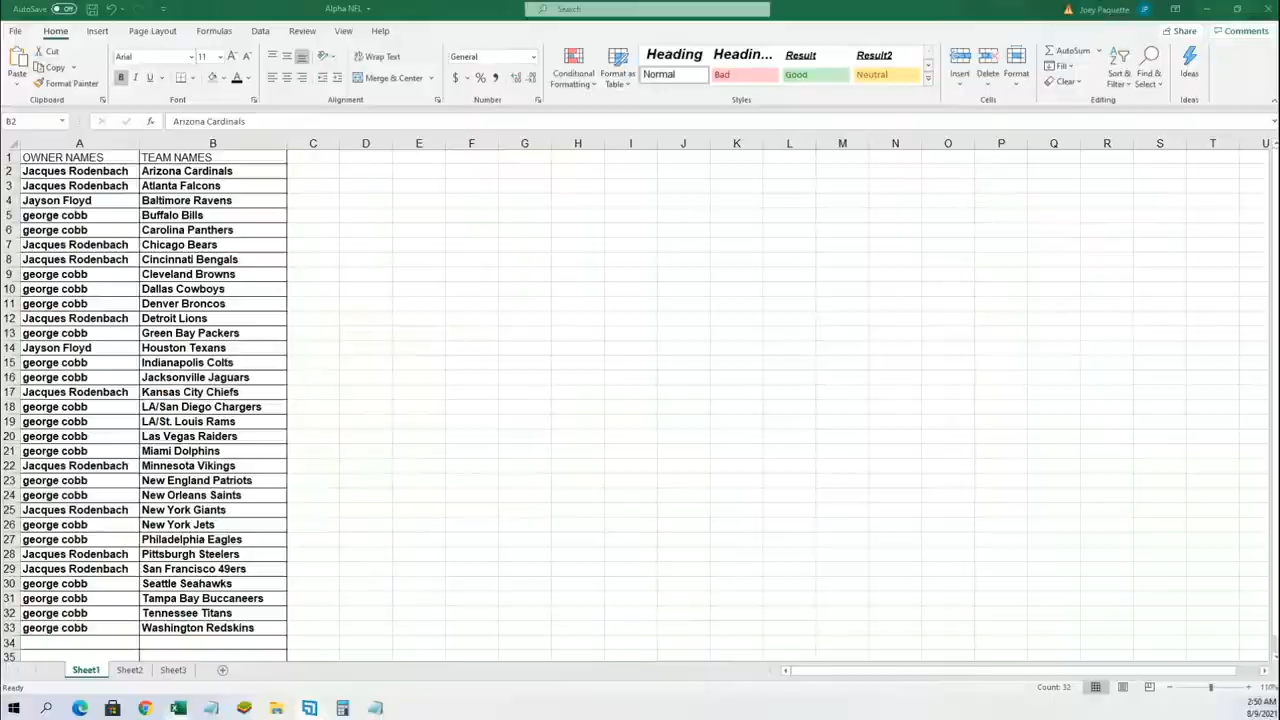 AutoSave Off Alpha NFL Search Joey Paquette JP
File Home Insert Page Layout Formulas Data Review View Help Share Comments
Paste Cut Copy Format Painter Clipboard
Arial 11 Font
Wrap Text Merge & Center Alignment
General Number
Conditional Formatting Format as Table
Heading Headin... Result Result2
Normal Bad Good Neutral
Styles
Insert Delete Format Cells
AutoSum Fill Clear Sort & Filter Find & Select Editing
Ideas Ideas
B2 fx Arizona Cardinals
A B C D E F G H I J K L M N O P Q R S T U
1 OWNER NAMES TEAM NAMES
2 Jacques Rodenbach Arizona Cardinals
3 Jacques Rodenbach Atlanta Falcons
4 Jayson Floyd Baltimore Ravens
5 george cobb Buffalo Bills
6 george cobb Carolina Panthers
7 Jacques Rodenbach Chicago Bears
8 Jacques Rodenbach Cincinnati Bengals
9 george cobb Cleveland Browns
10 george cobb Dallas Cowboys
11 george cobb Denver Broncos
12 Jacques Rodenbach Detroit Lions
13 george cobb Green Bay Packers
14 Jayson Floyd Houston Texans
15 george cobb Indianapolis Colts
16 george cobb Jacksonville Jaguars
17 Jacques Rodenbach Kansas City Chiefs
18 george cobb LA/San Diego Chargers
19 george cobb LA/St. Louis Rams
20 george cobb Las Vegas Raiders
21 george cobb Miami Dolphins
22 Jacques Rodenbach Minnesota Vikings
23 george cobb New England Patriots
24 george cobb New Orleans Saints
25 Jacques Rodenbach New York Giants
26 george cobb New York Jets
27 george cobb Philadelphia Eagles
28 Jacques Rodenbach Pittsburgh Steelers
29 Jacques Rodenbach San Francisco 49ers
30 george cobb Seattle Seahawks
31 george cobb Tampa Bay Buccaneers
32 george cobb Tennessee Titans
33 george cobb Washington Redskins
34
35
Sheet1 Sheet2 Sheet3
Ready Count: 32 110%
2:50 AM
8/9/2021